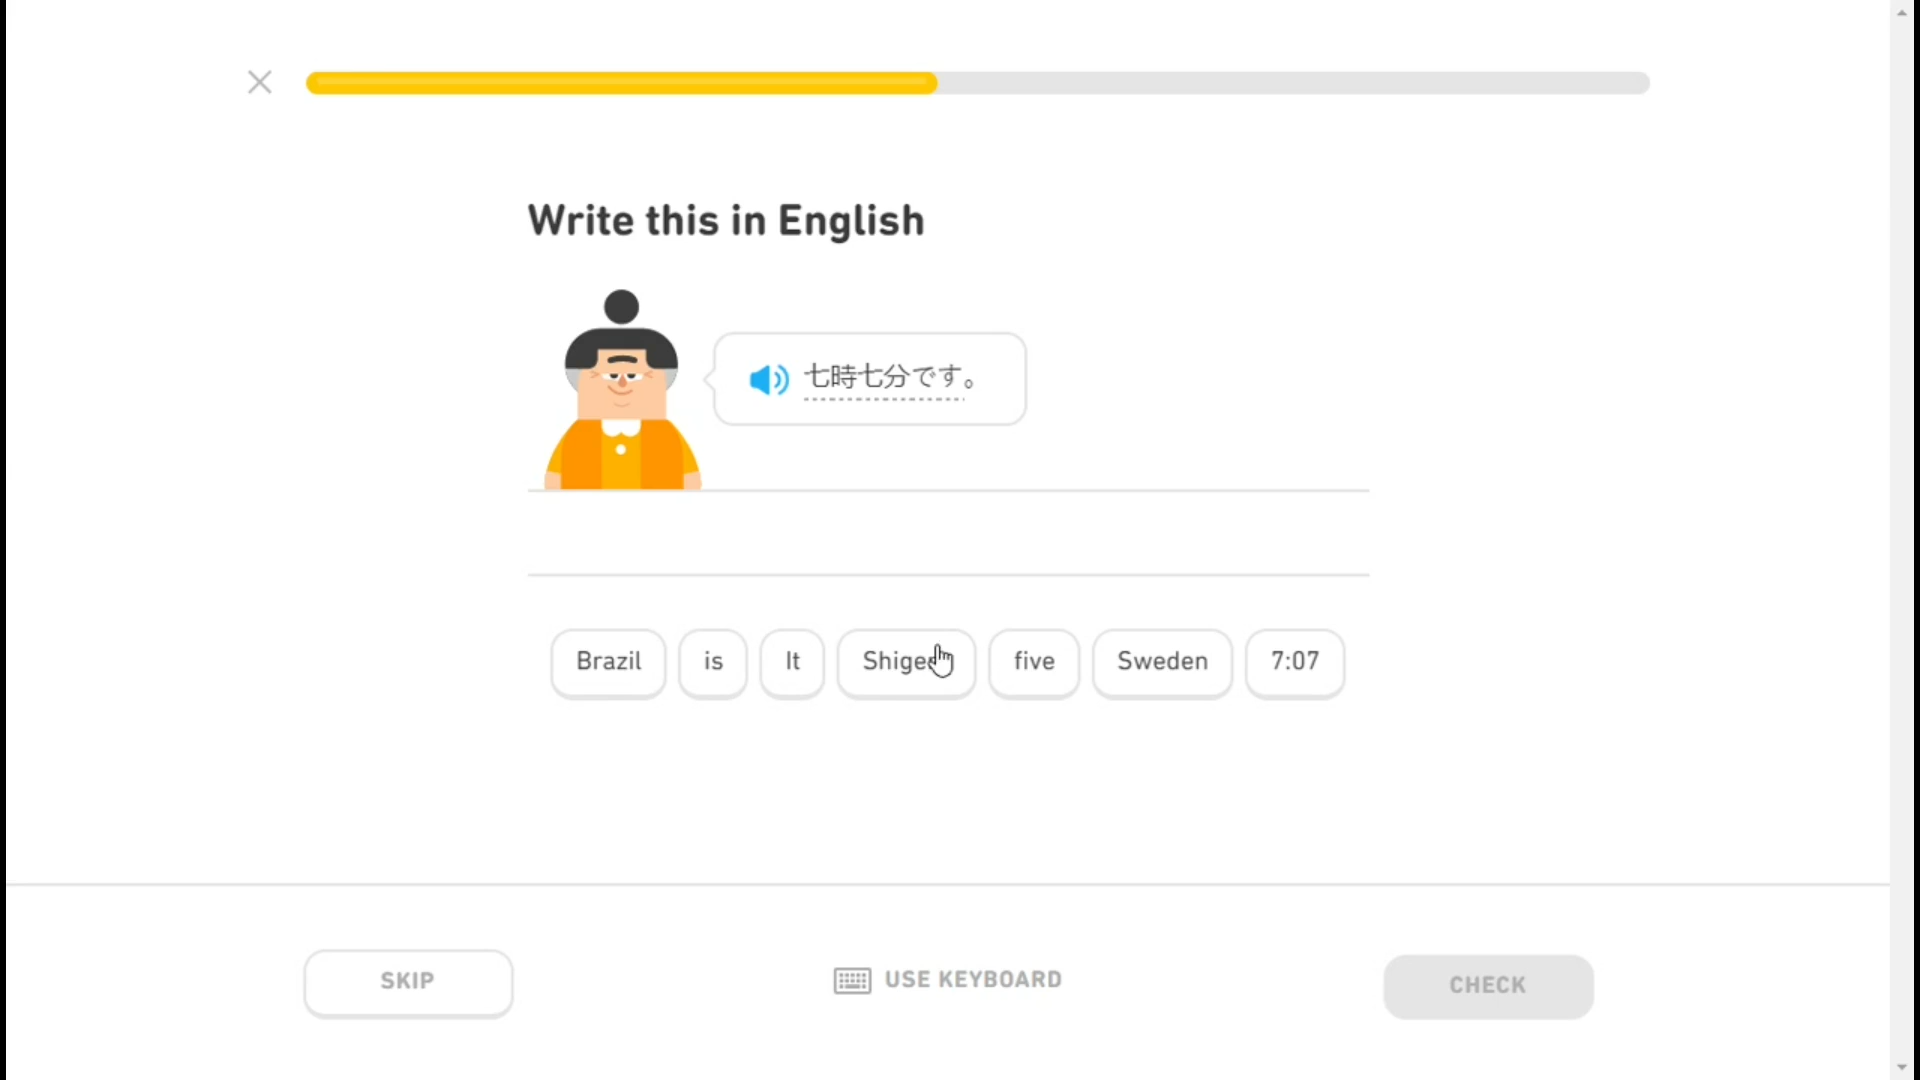 Write this in English
七時七分です。
Brazil is It five Sweden 7:07
SKIP
USE KEYBOARD
CHECK